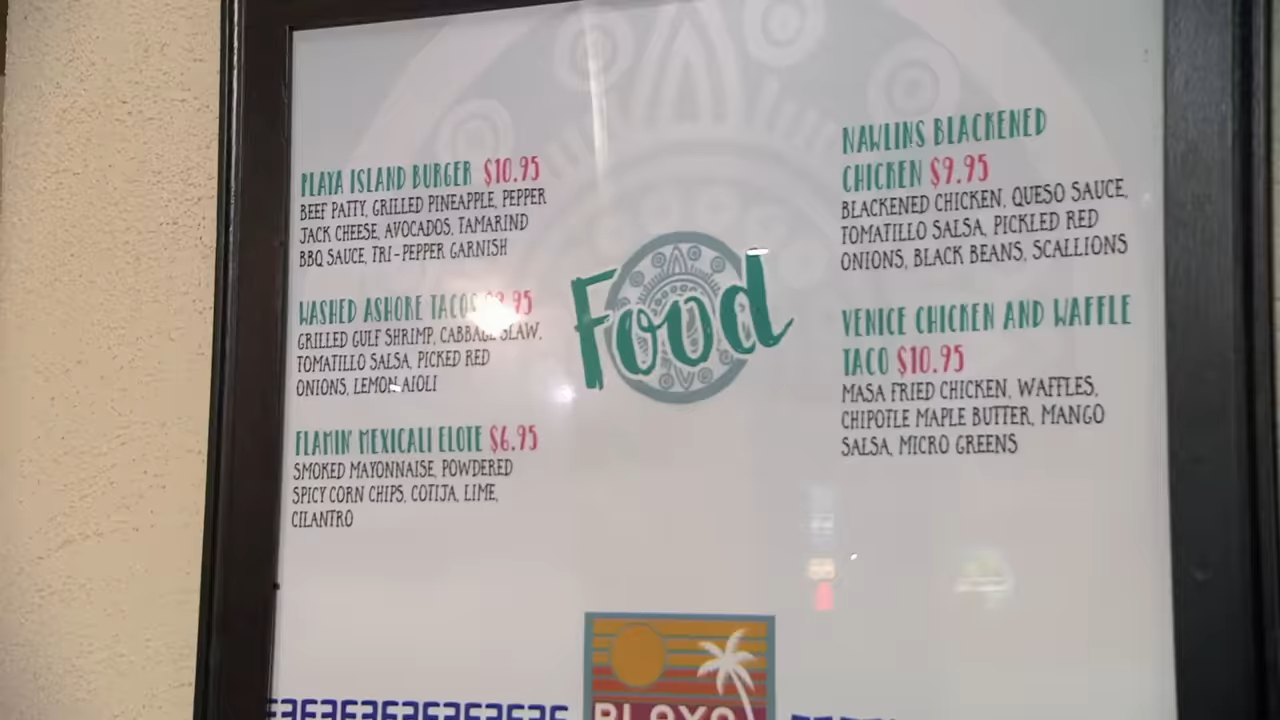 PLAYA ISLAND BURGER $10.95
BEEF PATTY, GRILLED PINEAPPLE, PEPPER
JACK CHEESE, AVOCADOS, TAMARIND
BBQ SAUCE, TRI-PEPPER GARNISH
WASHED ASHORE TACOS
GRILLED GULF SHRIMP, CABBAGE SLAW,
TOMATILLO SALSA, PICKED RED
ONIONS, LEMON AIOLI
FLAMIN' MEXICALI ELOTE $6.95
SMOKED MAYONNAISE, POWDERED
SPICY CORN CHIPS, COTIJA, LIME,
CILANTRO
Food
NAWLINS BLACKENED
CHICKEN $9.95
BLACKENED CHICKEN, QUESO SAUCE,
TOMATILLO SALSA, PICKLED RED
ONIONS, BLACK BEANS, SCALLIONS
VENICE CHICKEN AND WAFFLE
TACO $10.95
MASA FRIED CHICKEN, WAFFLES,
CHIPOTLE MAPLE BUTTER, MANGO
SALSA, MICRO GREENS
PLAYA